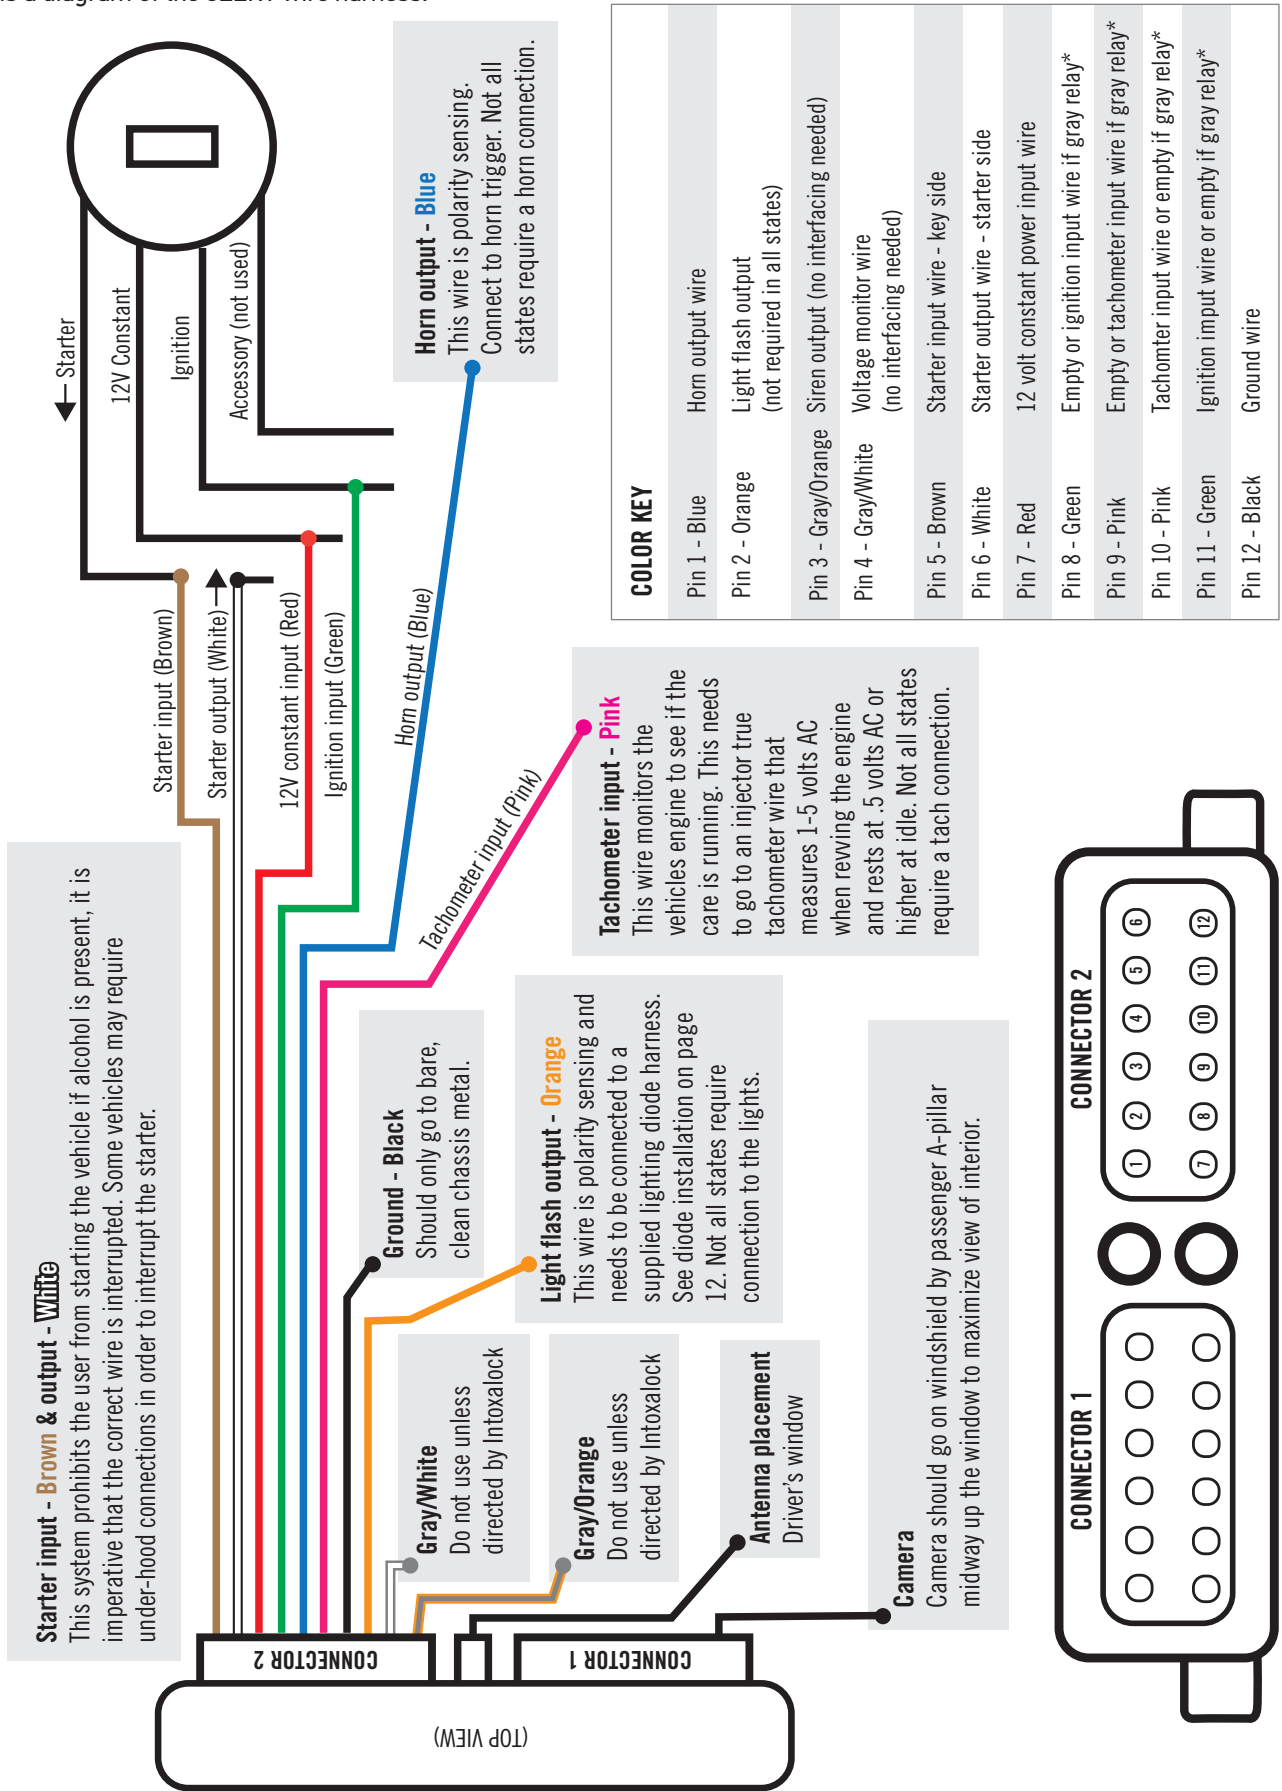 is a diagram of the
wire harness.
Starter input - Brown & output - White
This system prohibits the user from starting the vehicle if alcohol is present, it is
imperative that the correct wire is interrupted. Some vehicles may require
under-hood connections in order to interrupt the starter.
Starter
12V Constant
Ignition
Accessory (not used)
Starter input (Brown)
Starter output (White)
12V constant input (Red)
Ignition input (Green)
Horn output (Blue)
Tachometer input (Pink)
Horn output - Blue
This wire is polarity sensing.
Connect to horn trigger. Not all
states require a horn connection.
Ground - Black
Should only go to bare,
clean chassis metal.
Tachometer input - Pink
This wire monitors the
vehicles engine to see if the
care is running. This needs
to go to an injector true
tachometer wire that
measures 1-5 volts AC
when revving the engine
and rests at .5 volts AC or
higher at idle. Not all states
require a tach connection.
Light flash output - Orange
This wire is polarity sensing and
needs to be connected to a
supplied lighting diode harness.
See diode installation on page
12. Not all states require
connection to the lights.
Gray/White
Do not use unless
directed by Intoxalock
Gray/Orange
Do not use unless
directed by Intoxalock
Antenna placement
Driver's window
Camera
Camera should go on windshield by passenger A-pillar
midway up the window to maximize view of interior.
CONNECTOR 2
CONNECTOR 1
(TOP VIEW)
COLOR KEY
Pin 1 - Blue Horn output wire
Pin 2 - Orange Light flash output
(not required in all states)
Pin 3 - Gray/Orange Siren output (no interfacing needed)
Pin 4 - Gray/White Voltage monitor wire
(no interfacing needed)
Pin 5 - Brown Starter input wire - key side
Pin 6 - White Starter output wire - starter side
Pin 7 - Red 12 volt constant power input wire
Pin 8 - Green Empty or ignition input wire if gray relay*
Pin 9 - Pink Empty or tachometer input wire if gray relay*
Pin 10 - Pink Tachomter input wire or empty if gray relay*
Pin 11 - Green Ignition imput wire or empty if gray relay*
Pin 12 - Black Ground wire
CONNECTOR 1
CONNECTOR 2
1 2 3 4 5 6
7 8 9 10 11 12